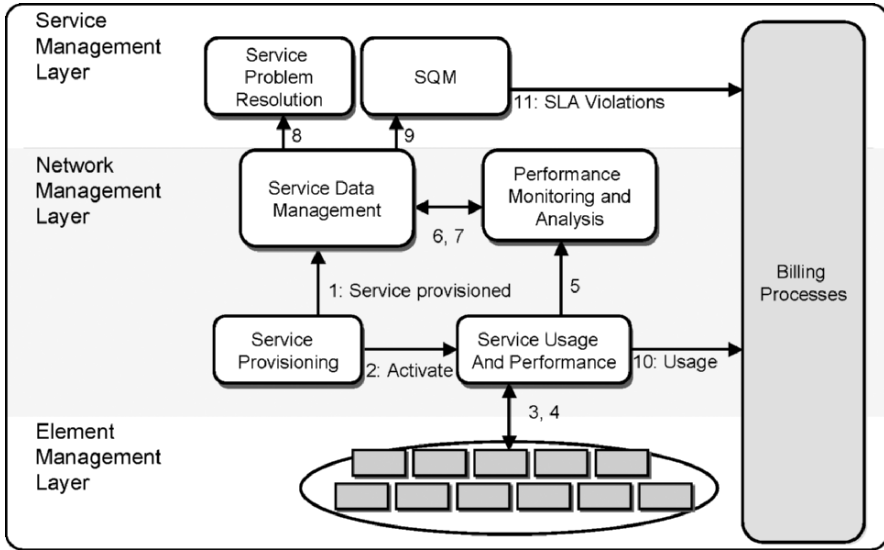 Service
Management
Layer
Service
Problem
Resolution
SQM
11: SLA Violations
8
9
Network
Management
Layer
Service Data
Management
Performance
Monitoring and
Analysis
6, 7
1: Service provisioned
5
Billing
Processes
Service
Provisioning
2: Activate
Service Usage
And Performance
10: Usage
3, 4
Element
Management
Layer